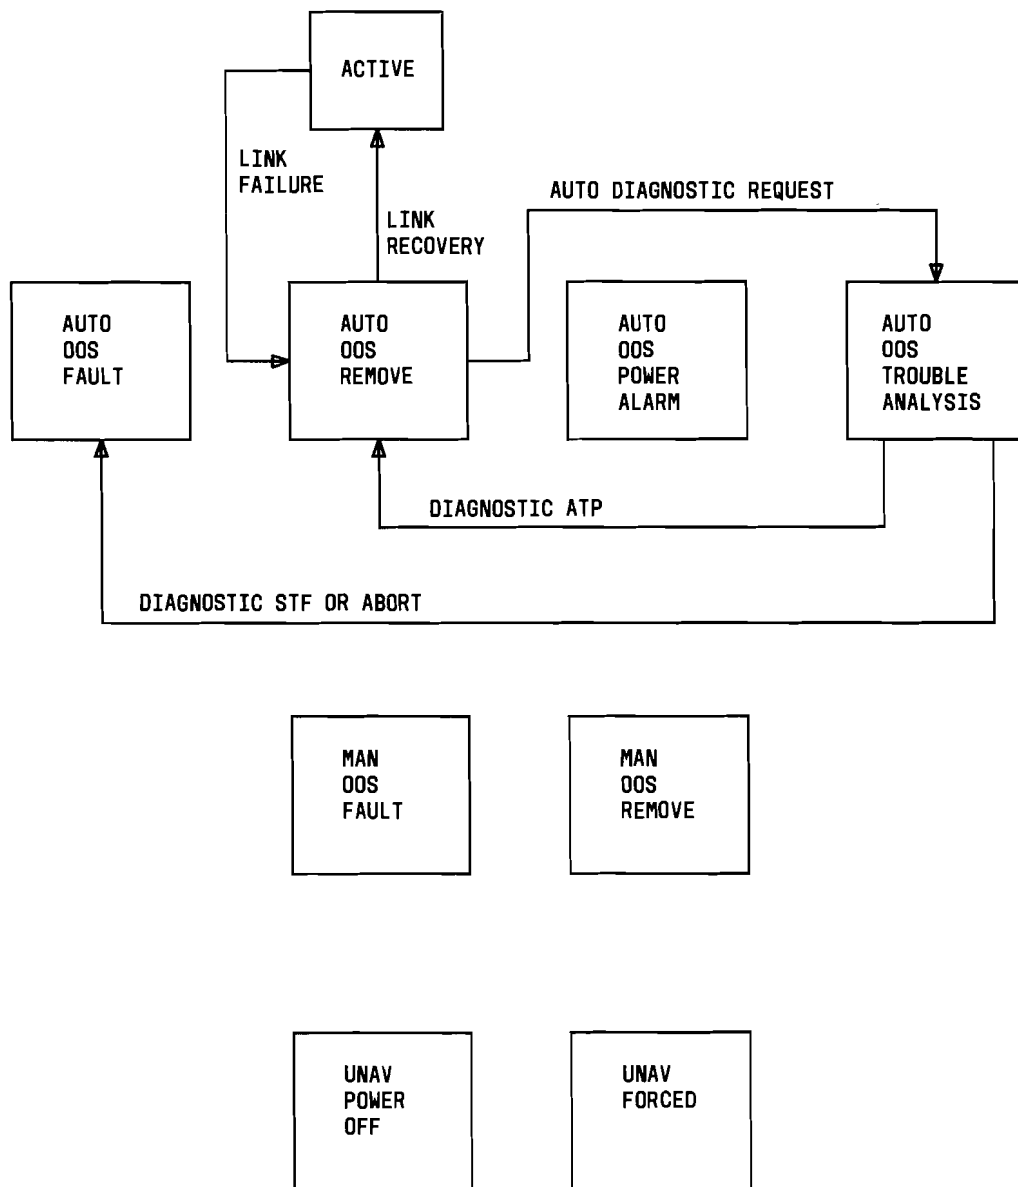 ACTIVE
LINK
FAILURE
LINK
RECOVERY
AUTO DIAGNOSTIC REQUEST
AUTO
OOS
FAULT
AUTO
OOS
REMOVE
AUTO
OOS
POWER
ALARM
AUTO
OOS
TROUBLE
ANALYSIS
DIAGNOSTIC ATP
DIAGNOSTIC STF OR ABORT
MAN
OOS
FAULT
MAN
OOS
REMOVE
UNAV
POWER
OFF
UNAV
FORCED